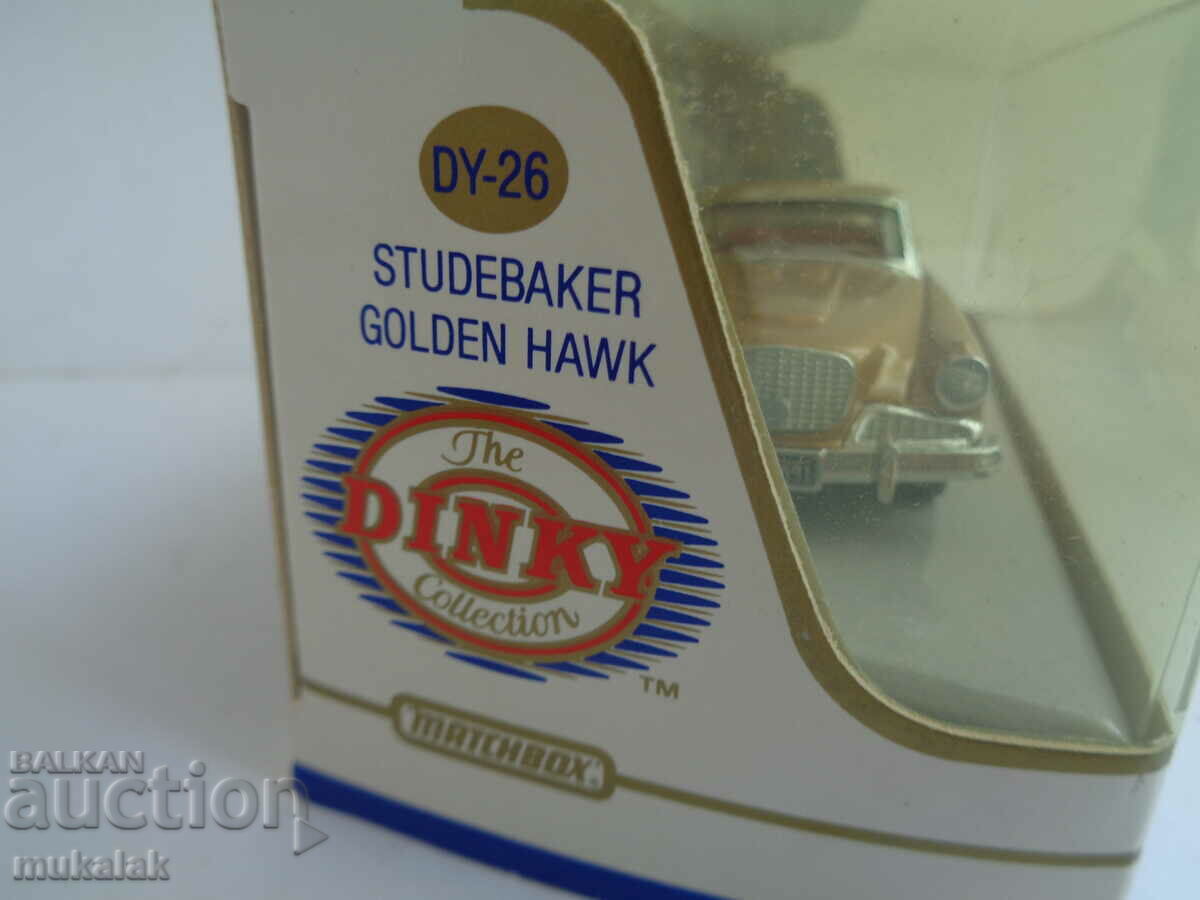 DY-26
STUDEBAKER
GOLDEN HAWK
The
DINKY
Collection
TM
MATCHBOX®
BALKAN
auction
mukalak